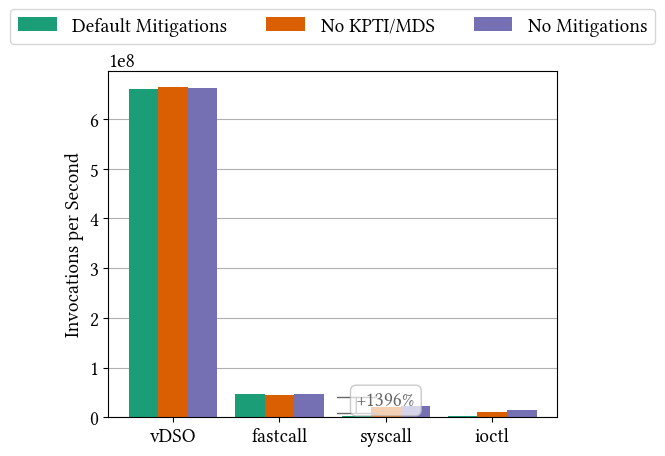 Default Mitigations No KPTI/MDS No Mitigations
1e8
6
5
4
3
2
1
0
Invocations per Second
+1396%
vDSO fastcall syscall ioctl